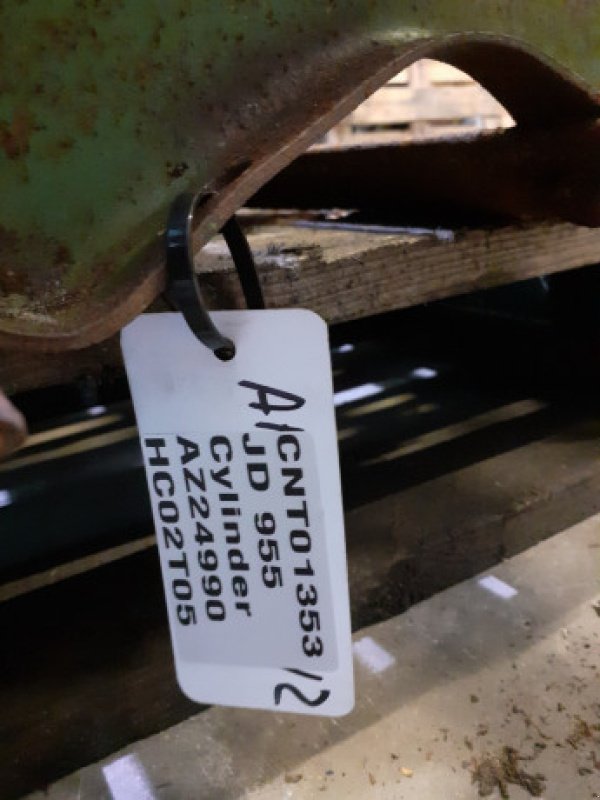 A/CNT01353/2
JD 955
Cylinder
AZ24990
HC02T05